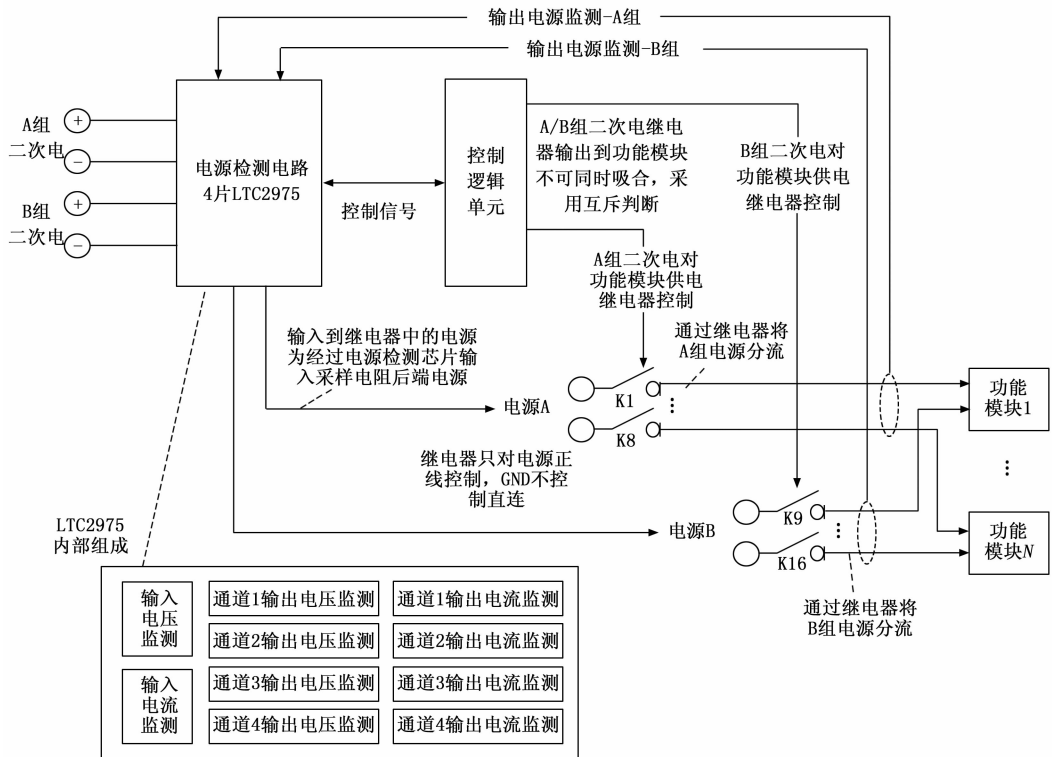 输出电源监测-A组
输出电源监测-B组
A组
二次电
+
-
B组
二次电
+
-
电源检测电路
4片LTC2975
控制信号
控制
逻辑
单元
A/B组二次电继电
器输出到功能模块
不可同时吸合，采
用互斥判断
B组二次电对
功能模块供电
继电器控制
A组二次电对
功能模块供电
继电器控制
输入到继电器中的电源
为经过电源检测芯片输
入采样电阻后端电源
通过继电器将
A组电源分流
电源A
K1
⋮
K8
功能
模块1
⋮
继电器只对电源正
线控制，GND不控
制直连
电源B
K9
⋮
K16
功能
模块N
通过继电器将
B组电源分流
LTC2975
内部组成
输入
电压
监测
输入
电流
监测
通道1输出电压监测
通道1输出电流监测
通道2输出电压监测
通道2输出电流监测
通道3输出电压监测
通道3输出电流监测
通道4输出电压监测
通道4输出电流监测